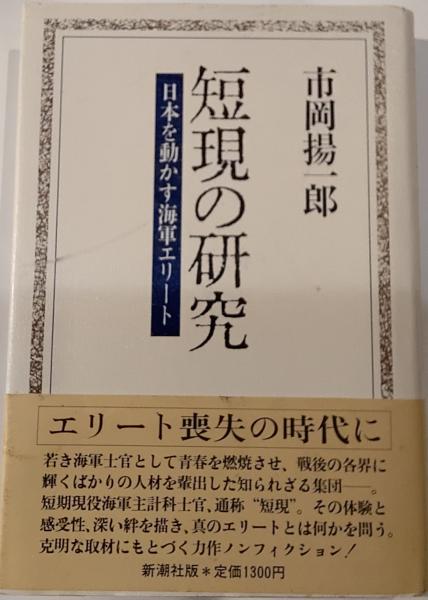 市岡揚一郎
短現の研究
日本を動かす海軍エリート
エリート喪失の時代に
若き海軍士官として青春を燃焼させ、戦後の各界に
輝くばかりの人材を輩出した知られざる集団――。
短期現役海軍主計科士官、通称“短現”。その体験と
感受性、深い絆を描き、真のエリートとは何かを問う。
克明な取材にもとづく力作ノンフィクション!
新潮社版*定価1300円